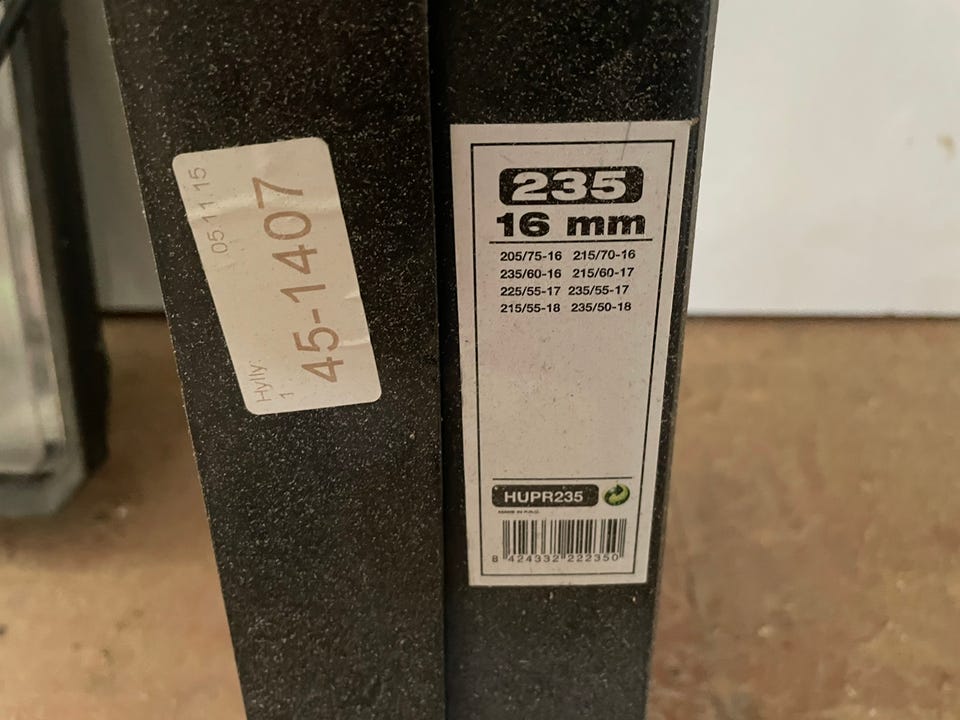 05.11.15
45-1407
Hylly:
1
235
16 mm
205/75-16 215/70-16
235/60-16 215/60-17
225/55-17 235/55-17
215/55-18 235/50-18
HUPR235
MADE IN P.R.C.
8 424332 222350